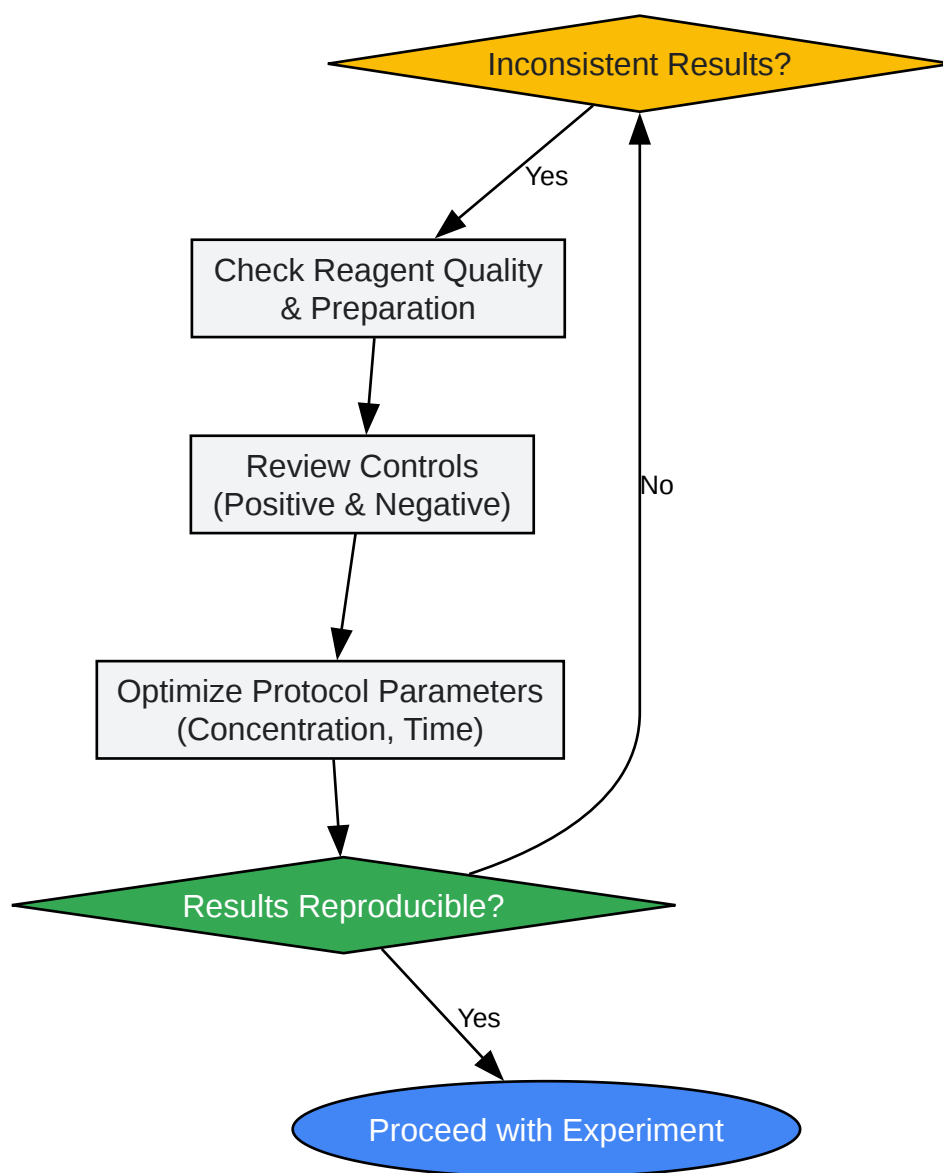 Inconsistent Results?
Yes
Check Reagent Quality
& Preparation
Review Controls
(Positive & Negative)
No
Optimize Protocol Parameters
(Concentration, Time)
Results Reproducible?
Yes
Proceed with Experiment